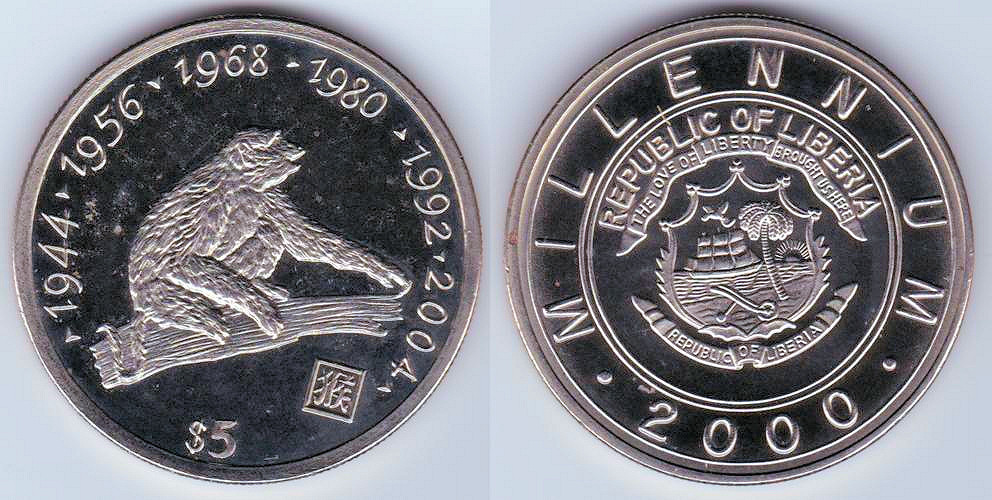 1944 · 1956 · 1968 · 1980 · 1992 · 2004
猴
$5
MILLENNIUM
REPUBLIC OF LIBERIA
THE LOVE OF LIBERTY BROUGHT US HERE
REPUBLIC OF LIBERIA
· 2000 ·